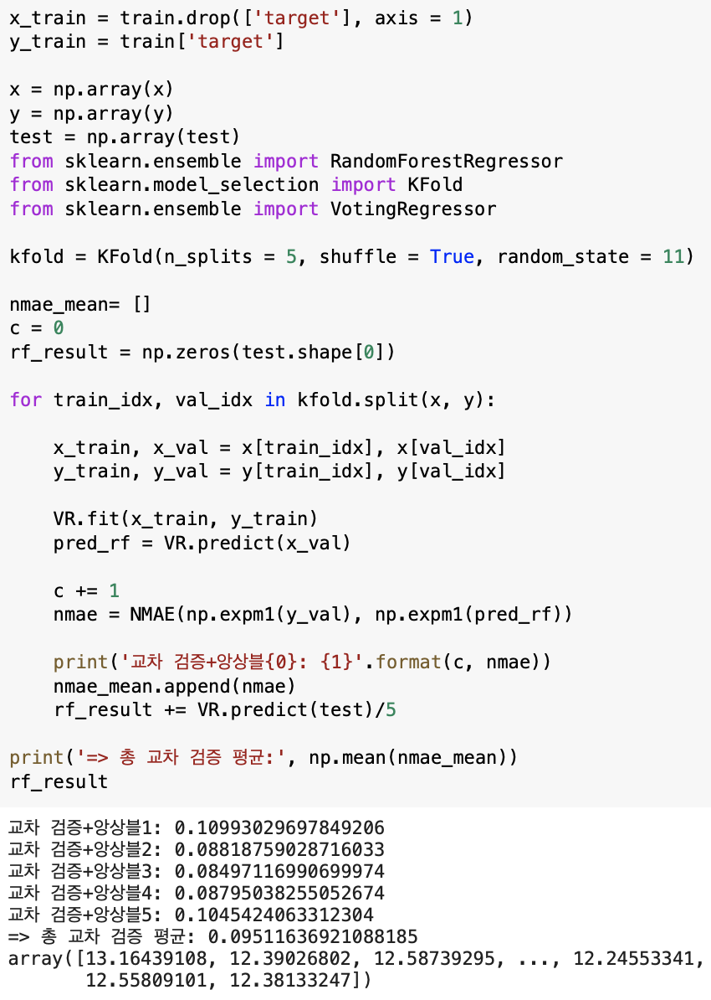 x_train = train.drop(['target'], axis = 1)
y_train = train['target']
x = np.array(x)
y = np.array(y)
test = np.array(test)
from sklearn.ensemble import RandomForestRegressor
from sklearn.model_selection import KFold
from sklearn.ensemble import VotingRegressor
kfold = KFold(n_splits = 5, shuffle = True, random_state = 11)
nmae_mean= []
c = 0
rf_result = np.zeros(test.shape[0])
for train_idx, val_idx in kfold.split(x, y):
    x_train, x_val = x[train_idx], x[val_idx]
    y_train, y_val = y[train_idx], y[val_idx]
    VR.fit(x_train, y_train)
    pred_rf = VR.predict(x_val)
    c += 1
    nmae = NMAE(np.expm1(y_val), np.expm1(pred_rf))
    print('교차 검증+앙상블{0}: {1}'.format(c, nmae))
    nmae_mean.append(nmae)
    rf_result += VR.predict(test)/5
print('=> 총 교차 검증 평균:', np.mean(nmae_mean))
rf_result
교차 검증+앙상블1: 0.10993029697849206
교차 검증+앙상블2: 0.08818759028716033
교차 검증+앙상블3: 0.08497116990699974
교차 검증+앙상블4: 0.08795038255052674
교차 검증+앙상블5: 0.1045424063312304
=> 총 교차 검증 평균: 0.09511636921088185
array([13.16439108, 12.39026802, 12.58739295, ..., 12.24553341,
       12.55809101, 12.38133247])